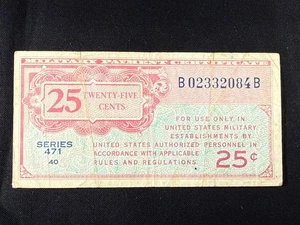 MILITARY PAYMENT CERTIFICATE
B02332084B
25 TWENTY-FIVE
CENTS
FOR USE ONLY IN
UNITED STATES MILITARY
ESTABLISHMENTS BY
UNITED STATES AUTHORIZED PERSONNEL IN
ACCORDANCE WITH APPLICABLE
RULES AND REGULATIONS.
SERIES
471
40
25¢